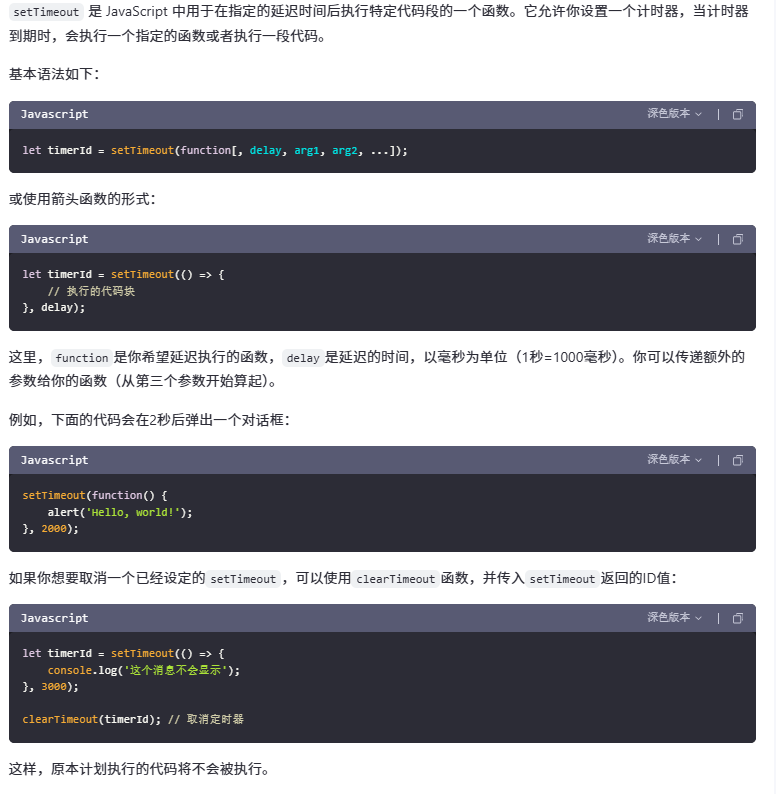 setTimeout 是 JavaScript 中用于在指定的延迟时间后执行特定代码段的一个函数。它允许你设置一个计时器，当计时器
到期时，会执行一个指定的函数或者执行一段代码。
基本语法如下：
Javascript 深色版本
let timerId = setTimeout(function[, delay, arg1, arg2, ...]);
或使用箭头函数的形式：
Javascript 深色版本
let timerId = setTimeout(() => {
    // 执行的代码块
}, delay);
这里，function 是你希望延迟执行的函数，delay 是延迟的时间，以毫秒为单位（1秒=1000毫秒）。你可以传递额外的
参数给你的函数（从第三个参数开始算起）。
例如，下面的代码会在2秒后弹出一个对话框：
Javascript 深色版本
setTimeout(function() {
    alert('Hello, world!');
}, 2000);
如果你想要取消一个已经设定的 setTimeout ，可以使用 clearTimeout 函数，并传入 setTimeout 返回的ID值：
Javascript 深色版本
let timerId = setTimeout(() => {
    console.log('这个消息不会显示');
}, 3000);
clearTimeout(timerId); // 取消定时器
这样，原本计划执行的代码将不会被执行。